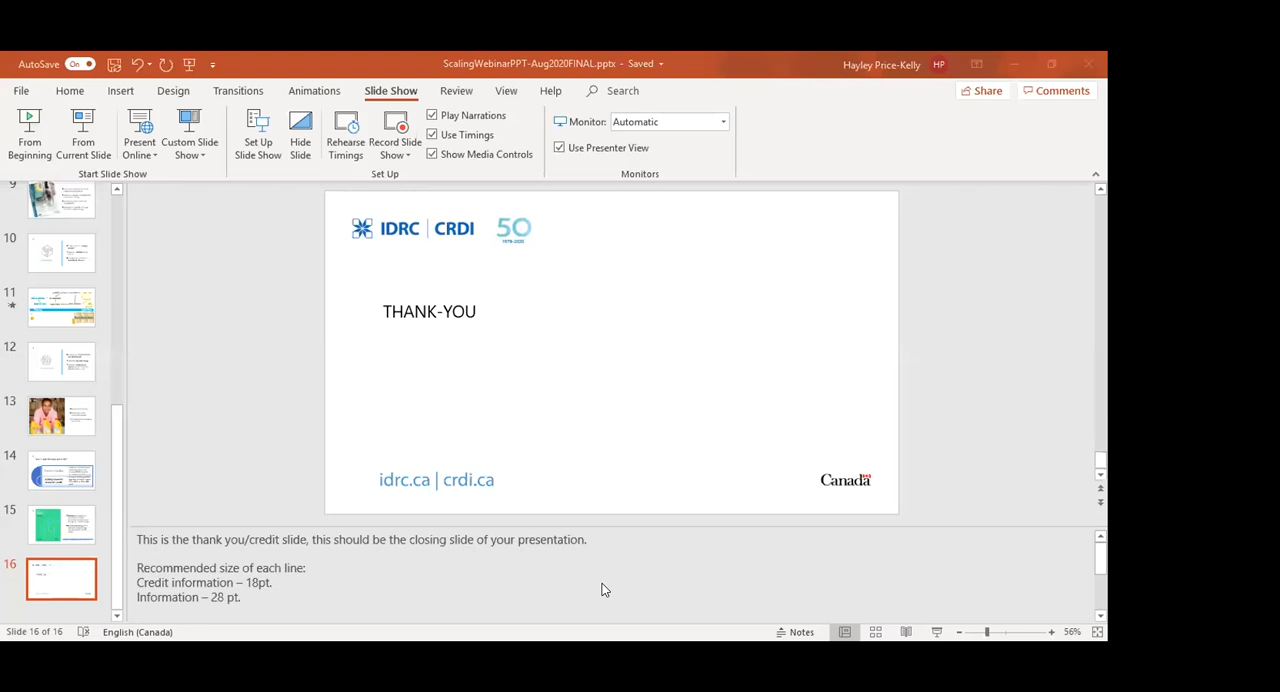 AutoSave On
ScalingWebinarPPT-Aug2020FINAL.pptx - Saved
Hayley Price-Kelly HP
File Home Insert Design Transitions Animations Slide Show Review View Help Search
Share Comments
From Beginning
From Current Slide
Present Online
Custom Slide Show
Set Up Slide Show
Hide Slide
Rehearse Timings
Record Slide Show
Play Narrations
Use Timings
Show Media Controls
Monitor: Automatic
Use Presenter View
Start Slide Show
Set Up
Monitors
9
10
11
12
13
14
15
16
IDRC | CRDI 50
1970-2020
THANK-YOU
idrc.ca | crdi.ca
Canada
This is the thank you/credit slide, this should be the closing slide of your presentation.
Recommended size of each line:
Credit information – 18pt.
Information – 28 pt.
Slide 16 of 16
English (Canada)
Notes
56%